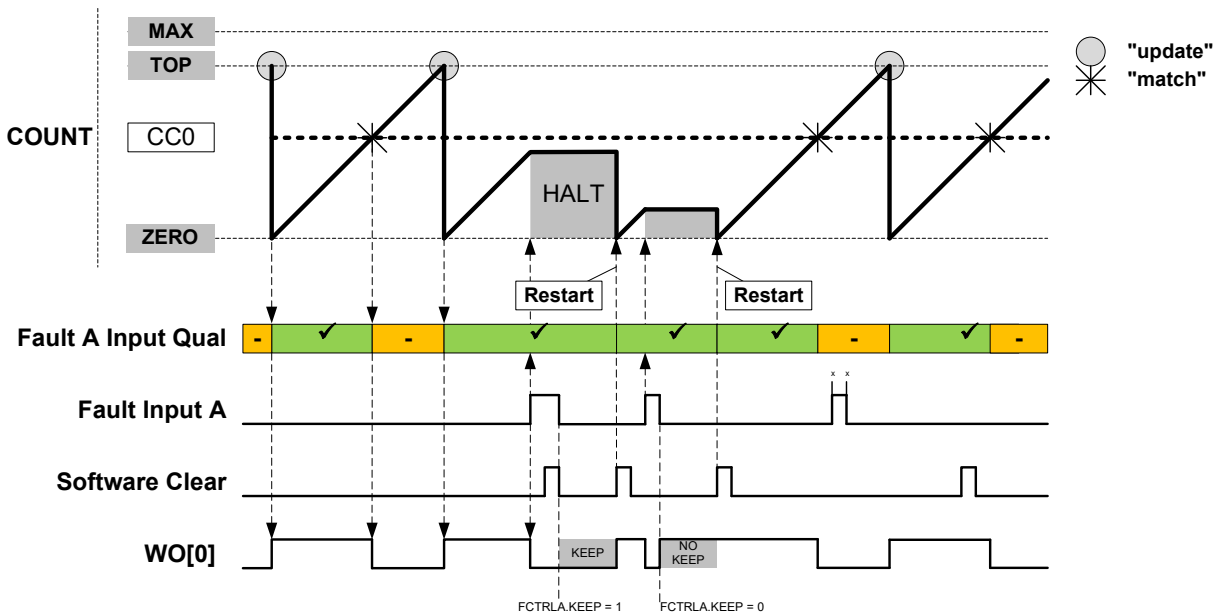 MAX
TOP
"update"
"match"
COUNT
CC0
HALT
ZERO
Restart
Restart
Fault A Input Qual
- ✓ - ✓ ✓ ✓ - ✓ -
x x
Fault Input A
Software Clear
WO[0]
KEEP
NO
KEEP
FCTRLA.KEEP = 1
FCTRLA.KEEP = 0